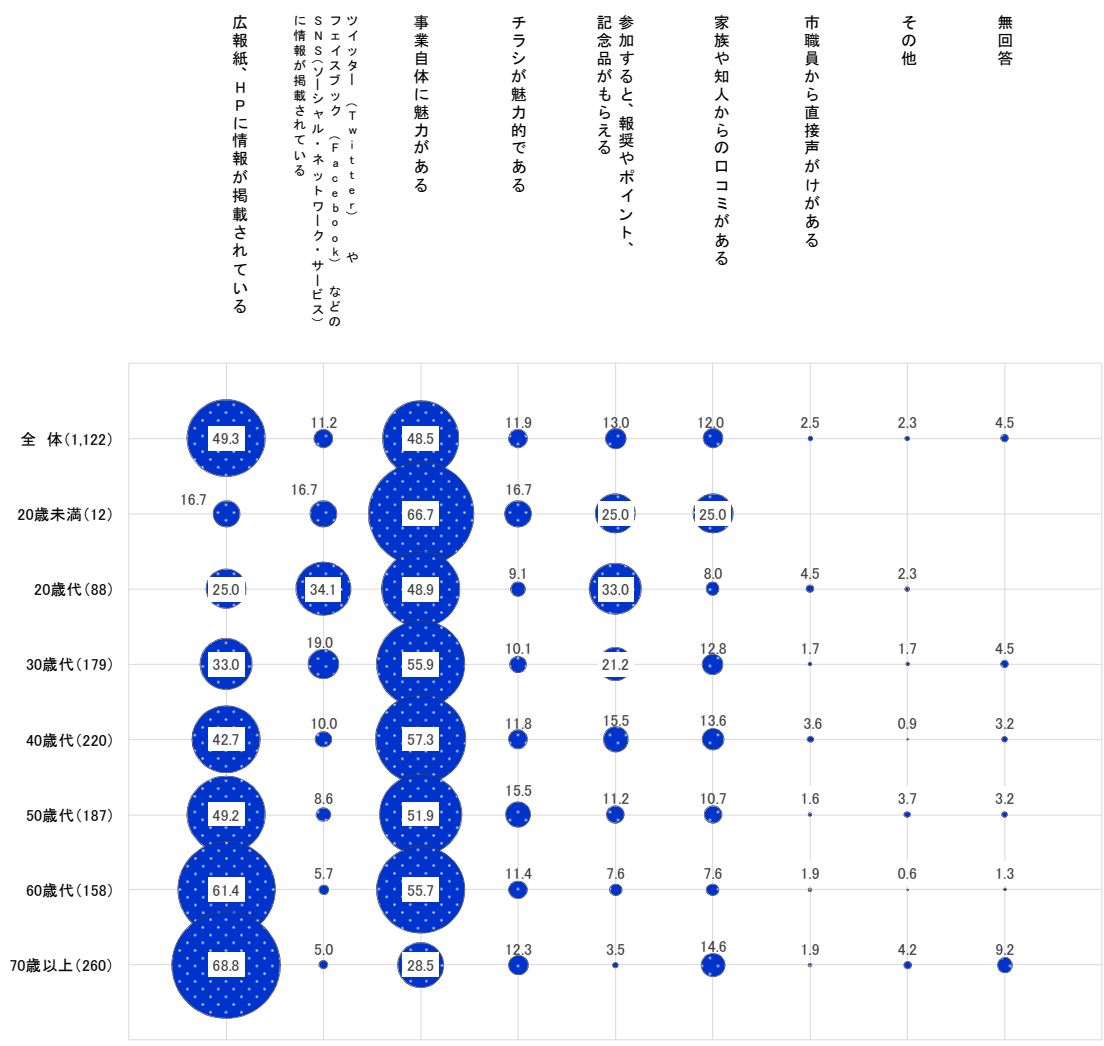 広報紙、HPに情報が掲載されている
ツイッター（Twitter）　や
フェイスブック（Facebook）などの
SNS(ソーシャル・ネットワーク・サービス）
に情報が掲載されている
事業自体に魅力がある
チラシが魅力的である
参加すると、報奨やポイント、
記念品がもらえる
家族や知人からの口コミがある
市職員から直接声がけがある
その他
無回答
全　体(1,122) 49.3 11.2 48.5 11.9 13.0 12.0 2.5 2.3 4.5
20歳未満(12) 16.7 16.7 66.7 16.7 25.0 25.0
20歳代(88) 25.0 34.1 48.9 9.1 33.0 8.0 4.5 2.3
30歳代(179) 33.0 19.0 55.9 10.1 21.2 12.8 1.7 1.7 4.5
40歳代(220) 42.7 10.0 57.3 11.8 15.5 13.6 3.6 0.9 3.2
50歳代(187) 49.2 8.6 51.9 15.5 11.2 10.7 1.6 3.7 3.2
60歳代(158) 61.4 5.7 55.7 11.4 7.6 7.6 1.9 0.6 1.3
70歳以上(260) 68.8 5.0 28.5 12.3 3.5 14.6 1.9 4.2 9.2